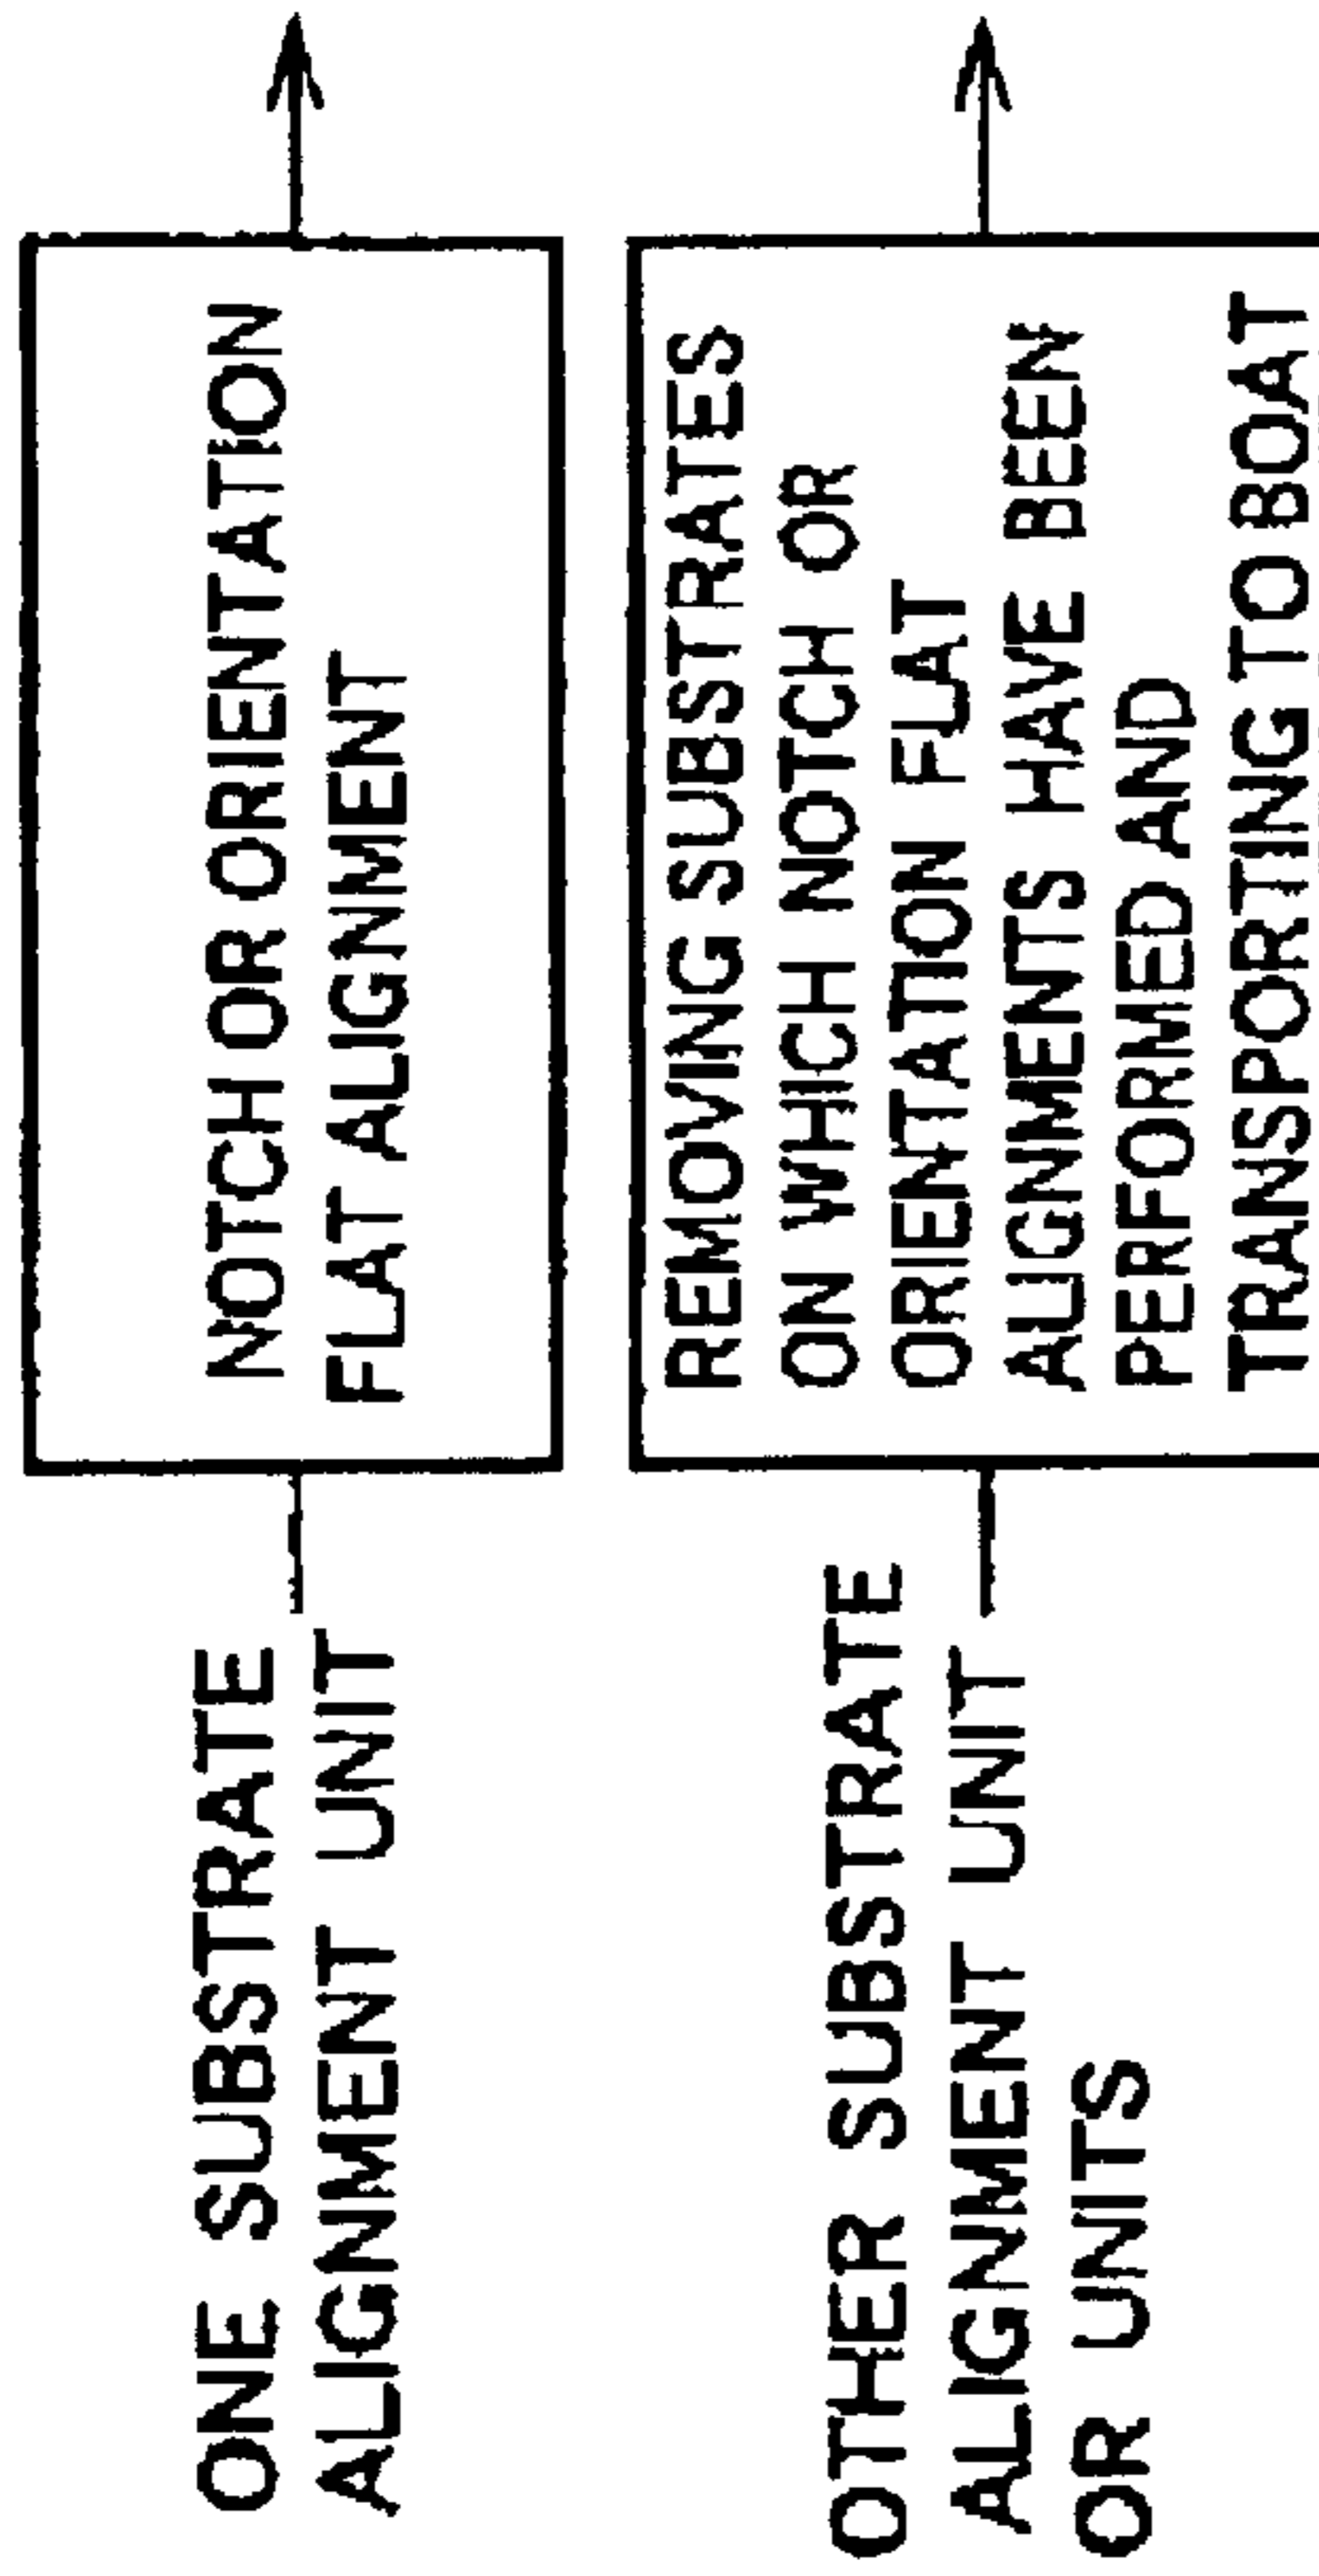 ONE SUBSTRATE
ALIGNMENT UNIT
NOTCH OR ORIENTATION
FLAT ALIGNMENT
OTHER SUBSTRATE
ALIGNMENT UNIT
OR UNITS
REMOVING SUBSTRATES
ON WHICH NOTCH OR
ORIENTATION FLAT
ALIGNMENTS HAVE BEEN
PERFORMED AND
TRANSPORTING TO BOAT